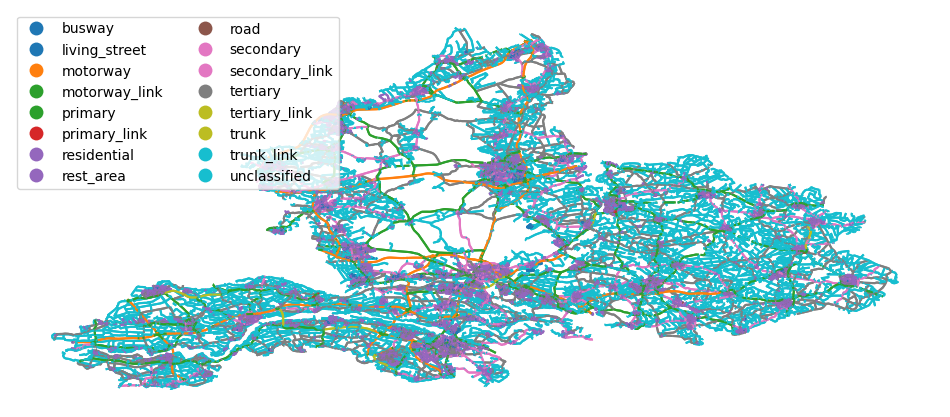 busway
living_street
motorway
motorway_link
primary
primary_link
residential
rest_area
road
secondary
secondary_link
tertiary
tertiary_link
trunk
trunk_link
unclassified